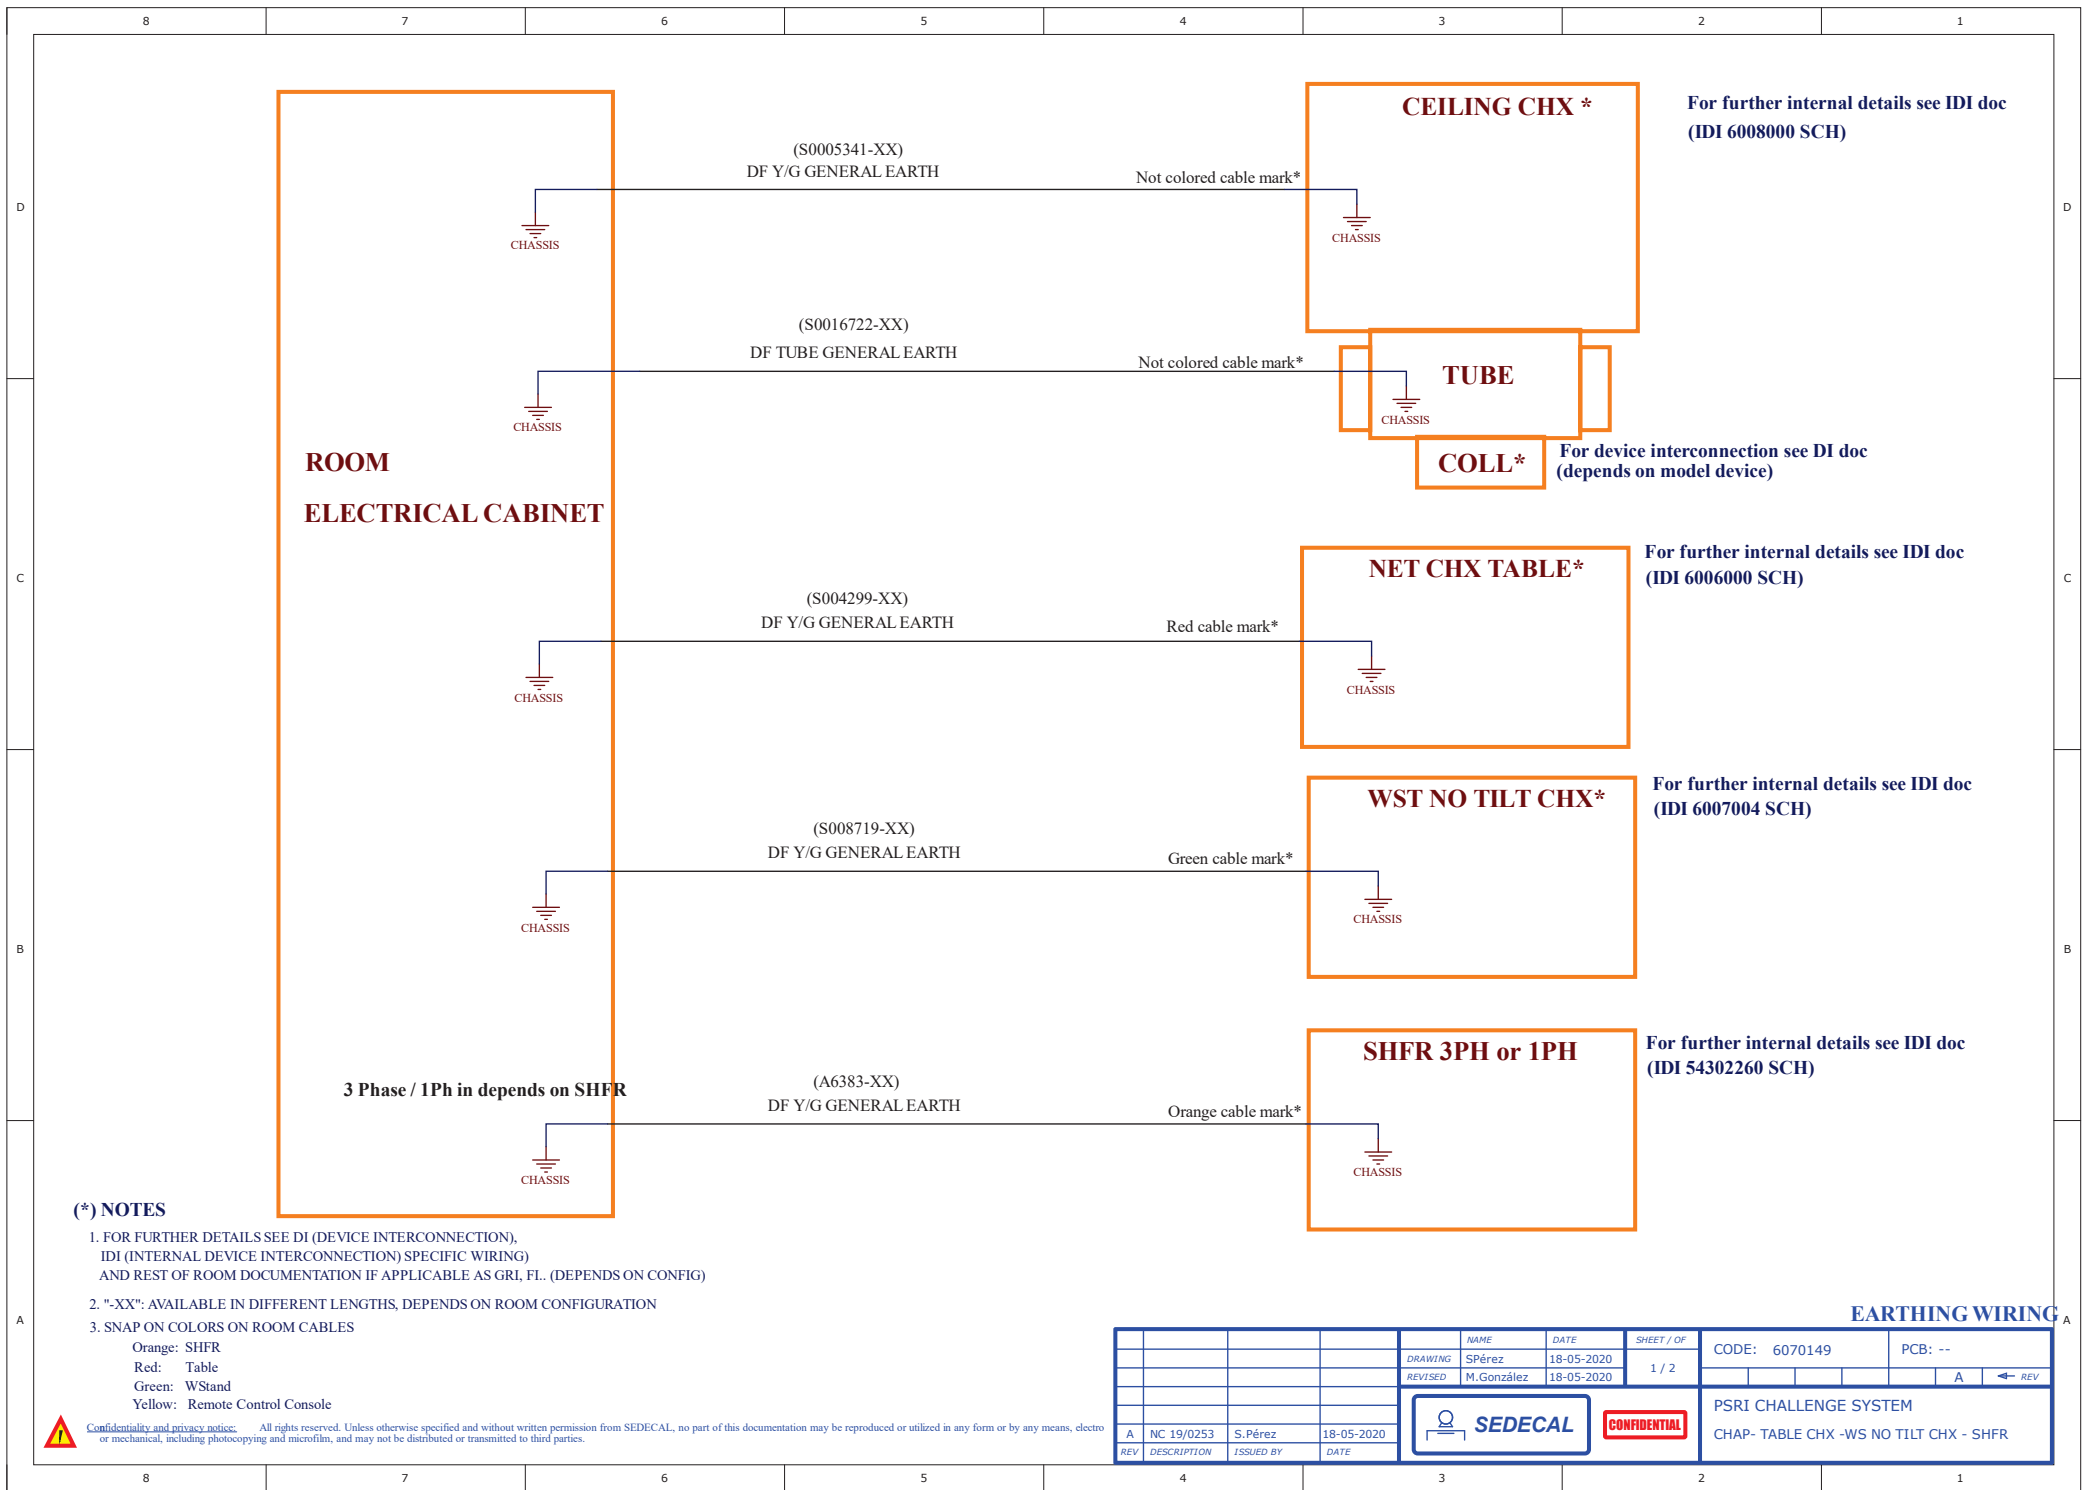 8 7 6 5 4 3 2 1
D
D
C
C
B
B
A
A
CEILING CHX *
For further internal details see IDI doc
(IDI 6008000 SCH)
(S0005341-XX)
DF Y/G GENERAL EARTH
Not colored cable mark*
CHASSIS
CHASSIS
(S0016722-XX)
DF TUBE GENERAL EARTH
Not colored cable mark*
TUBE
CHASSIS
CHASSIS
COLL*
For device interconnection see DI doc
(depends on model device)
ROOM
ELECTRICAL CABINET
NET CHX TABLE*
For further internal details see IDI doc
(IDI 6006000 SCH)
(S004299-XX)
DF Y/G GENERAL EARTH
Red cable mark*
CHASSIS
CHASSIS
WST NO TILT CHX*
For further internal details see IDI doc
(IDI 6007004 SCH)
(S008719-XX)
DF Y/G GENERAL EARTH
Green cable mark*
CHASSIS
CHASSIS
SHFR 3PH or 1PH
For further internal details see IDI doc
(IDI 54302260 SCH)
3 Phase / 1Ph in depends on SHFR
(A6383-XX)
DF Y/G GENERAL EARTH
Orange cable mark*
CHASSIS
CHASSIS
(*) NOTES
1. FOR FURTHER DETAILS SEE DI (DEVICE INTERCONNECTION),
IDI (INTERNAL DEVICE INTERCONNECTION) SPECIFIC WIRING)
AND REST OF ROOM DOCUMENTATION IF APPLICABLE AS GRI, FI.. (DEPENDS ON CONFIG)
2. "-XX": AVAILABLE IN DIFFERENT LENGTHS, DEPENDS ON ROOM CONFIGURATION
3. SNAP ON COLORS ON ROOM CABLES
Orange: SHFR
Red: Table
Green: WStand
Yellow: Remote Control Console
Confidentiality and privacy notice: All rights reserved. Unless otherwise specified and without written permission from SEDECAL, no part of this documentation may be reproduced or utilized in any form or by any means, electro
or mechanical, including photocopying and microfilm, and may not be distributed or transmitted to third parties.
EARTHING WIRING
NAME DATE SHEET / OF
DRAWING SPérez 18-05-2020 1 / 2
REVISED M.González 18-05-2020
CODE: 6070149 PCB: --
A REV
A NC 19/0253 S.Pérez 18-05-2020
REV DESCRIPTION ISSUED BY DATE
SEDECAL
CONFIDENTIAL
PSRI CHALLENGE SYSTEM
CHAP- TABLE CHX -WS NO TILT CHX - SHFR
8 7 6 5 4 3 2 1